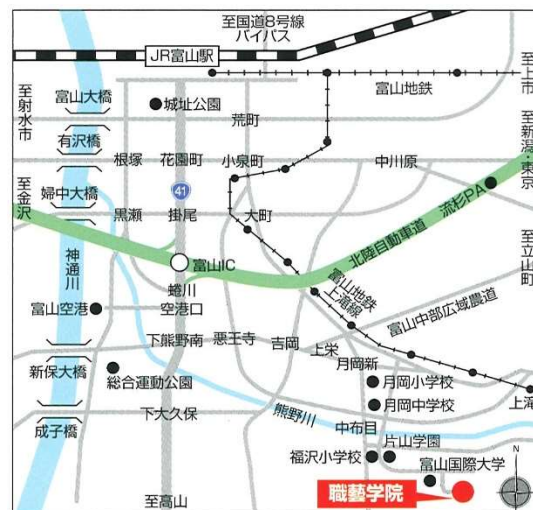 至国道8号線
バイパス
JR富山駅
至上市
富山地鉄
至射水市
富山大橋
城址公園
荒町
有沢橋
至新潟・東京
根塚
花園町
小泉町
中川原
婦中大橋
41
流杉PA
至金沢
黒瀬
掛尾
大町
北陸自動車道
至立山町
神通川
富山IC
蜷川
富山地鉄
上滝線
富山空港
空港口
富山中部広域農道
下熊野南
悪王寺
吉岡
上栄
新保大橋
月岡新
総合運動公園
月岡小学校
上滝
下大久保
熊野川
月岡中学校
成子橋
中布目
片山学園
福沢小学校
富山国際大学
N
職藝学院
至高山